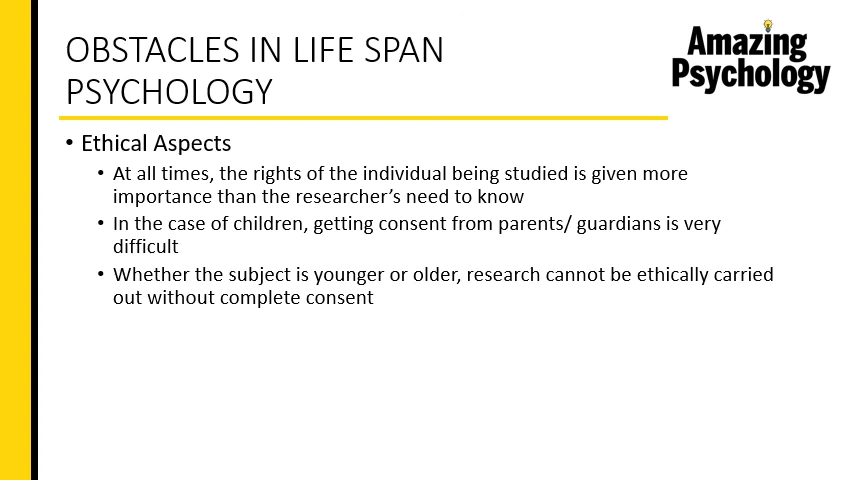 OBSTACLES IN LIFE SPAN
PSYCHOLOGY
Amazing
Psychology
• Ethical Aspects
• At all times, the rights of the individual being studied is given more
importance than the researcher’s need to know
• In the case of children, getting consent from parents/ guardians is very
difficult
• Whether the subject is younger or older, research cannot be ethically carried
out without complete consent